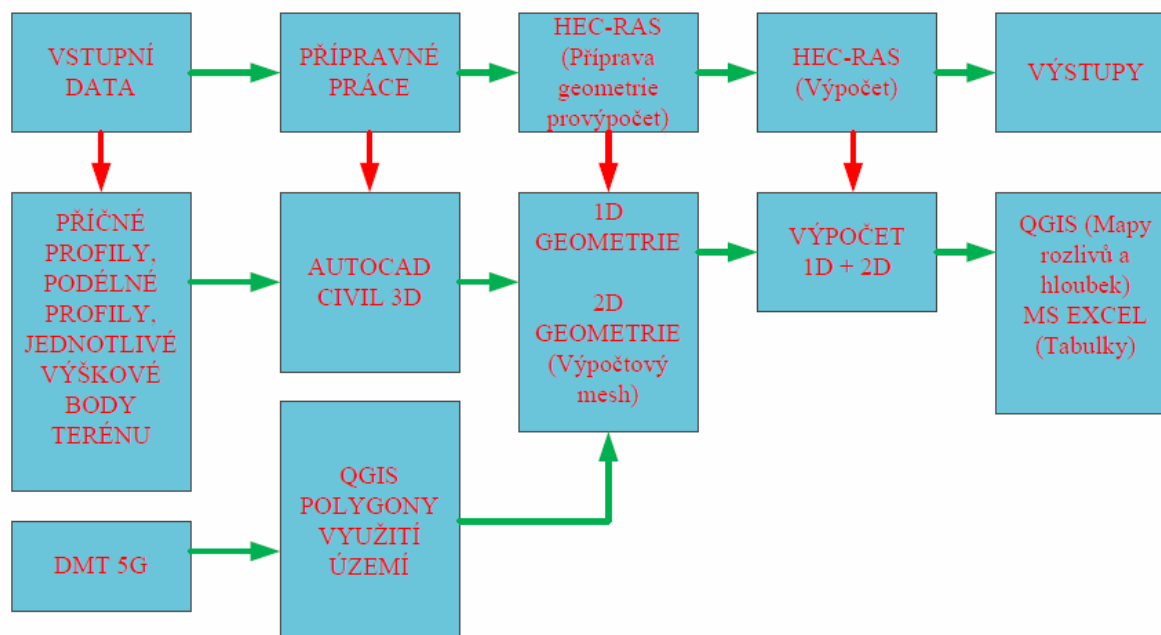 VSTUPNÍ
DATA
PŘÍPRAVNÉ
PRÁCE
HEC-RAS
(Příprava
geometrie
provýpočet)
HEC-RAS
(Výpočet)
VÝSTUPY
PŘÍČNÉ
PROFILY,
PODÉLNÉ
PROFILY,
JEDNOTLIVÉ
VÝŠKOVÉ
BODY
TERÉNU
AUTOCAD
CIVIL 3D
1D
GEOMETRIE
2D
GEOMETRIE
(Výpočtový
mesh)
VÝPOČET
1D + 2D
QGIS (Mapy
rozlivů a
hloubek)
MS EXCEL
(Tabulky)
DMT 5G
QGIS
POLYGONY
VYUŽITÍ
ÚZEMÍ